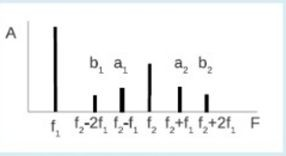 A
b₁ a₁ a₂ b₂
f₁ f₂-2f₁ f₂-f₁ f₂ f₂+f₁ f₂+2f₁ F